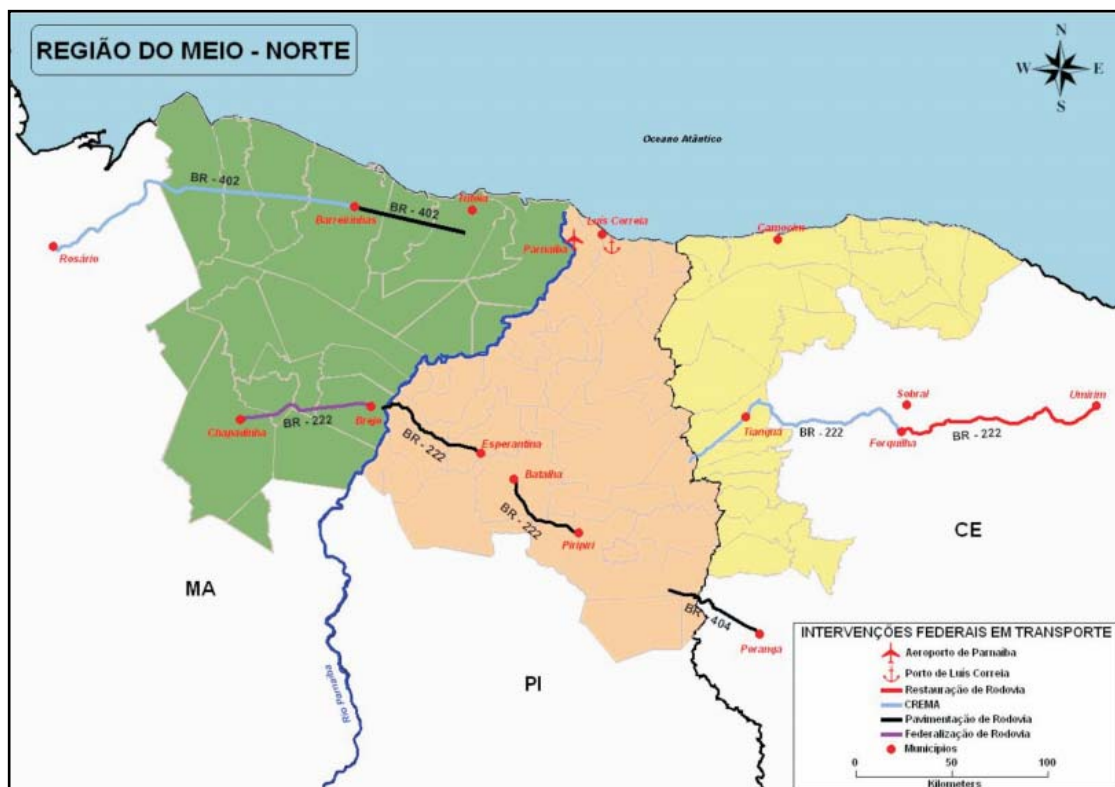 REGIÃO DO MEIO - NORTE
N
W
E
S
Oceano Atlântico
BR - 402
Barreirinhas
BR - 402
Tutóia
Luís Correia
Parnaíba
Camocim
Rosário
Chapadinha
BR - 222
Brejo
BR - 222
Esperantina
Batalha
BR - 222
Piripiri
Tianguá
BR - 222
Sobral
Forquilha
BR - 222
Umirim
MA
PI
CE
BR - 404
Poranga
Rio Parnaíba
INTERVENÇÕES FEDERAIS EM TRANSPORTE
Aeroporto de Parnaíba
Porto de Luís Correia
Restauração de Rodovia
CREMA
Pavimentação de Rodovia
Federalização de Rodovia
Municípios
0 50 100
Kilometers